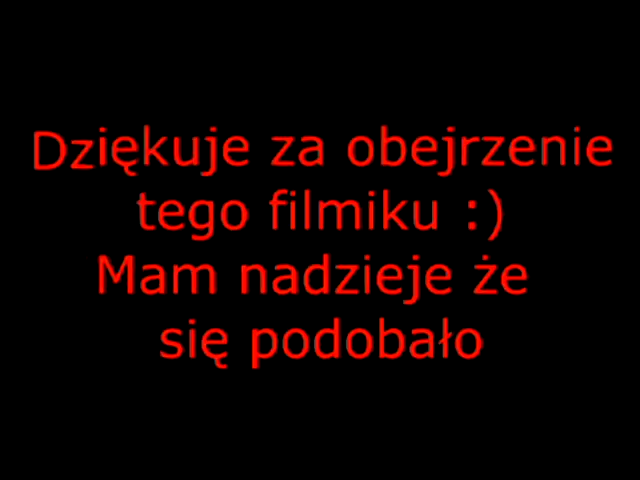 Dziękuje za obejrzenie
tego filmiku :)
Mam nadzieje że
się podobało